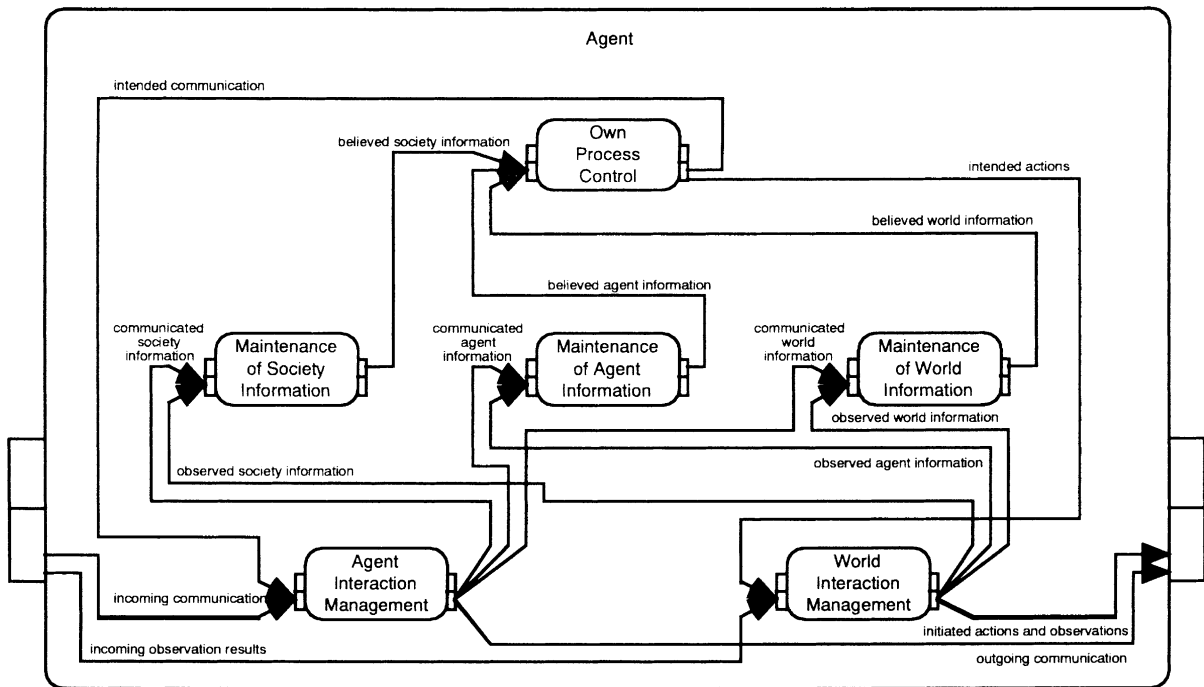 Agent
intended communication
Own
Process
Control
believed society information
intended actions
believed world information
believed agent information
communicated
society
information
Maintenance
of Society
Information
communicated
agent
information
Maintenance
of Agent
Information
communicated
world
information
Maintenance
of World
Information
observed world information
observed society information
observed agent information
Agent
Interaction
Management
World
Interaction
Management
incoming communication
initiated actions and observations
incoming observation results
outgoing communication